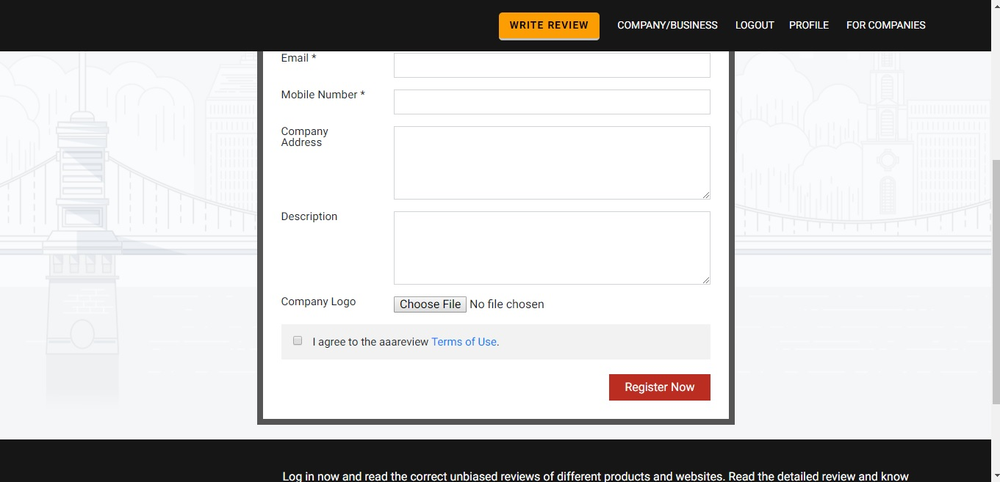 WRITE REVIEW COMPANY/BUSINESS LOGOUT PROFILE FOR COMPANIES
Email *
Mobile Number *
Company
Address
Description
Company Logo Choose File No file chosen
I agree to the aaareview Terms of Use.
Register Now
Log in now and read the correct unbiased reviews of different products and websites. Read the detailed review and know